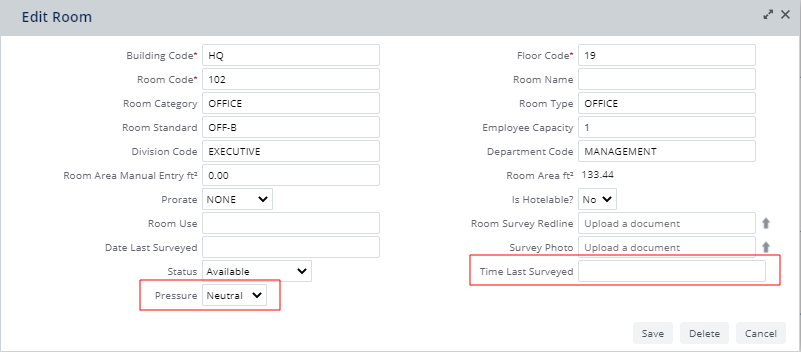 Edit Room
Building Code* HQ Floor Code* 19
Room Code* 102 Room Name
Room Category OFFICE Room Type OFFICE
Room Standard OFF-B Employee Capacity 1
Division Code EXECUTIVE Department Code MANAGEMENT
Room Area Manual Entry ft² 0.00 Room Area ft² 133.44
Prorate NONE Is Hotelable? No
Room Use Room Survey Redline Upload a document
Date Last Surveyed Survey Photo Upload a document
Status Available Time Last Surveyed
Pressure Neutral
Save Delete Cancel